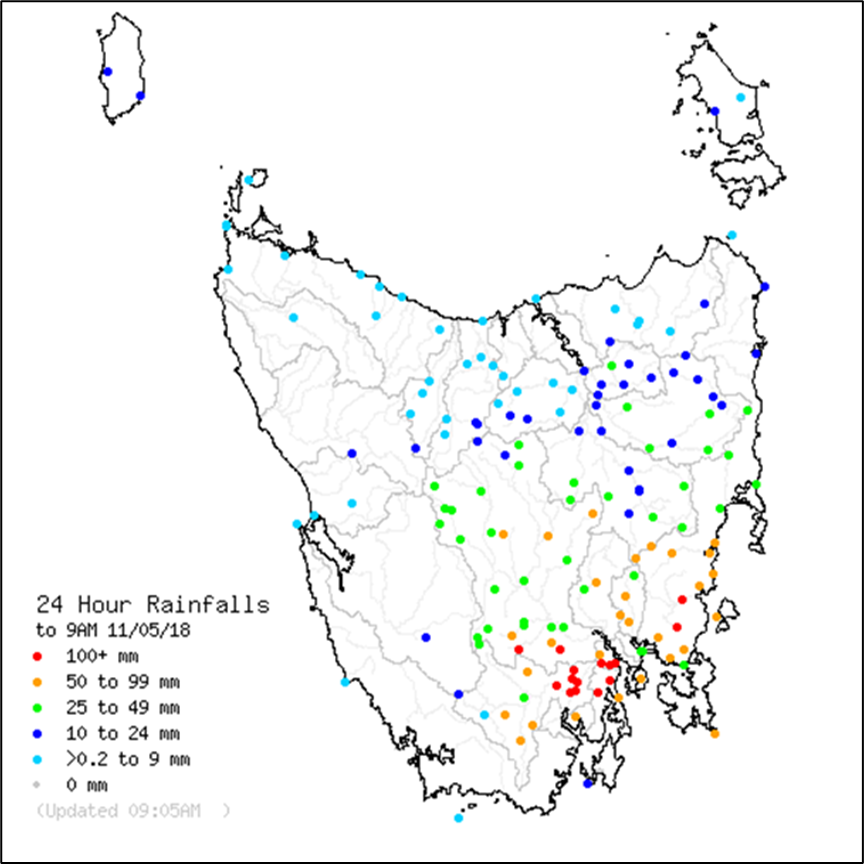 24 Hour Rainfalls
to 9AM 11/05/18
100+ mm
50 to 99 mm
25 to 49 mm
10 to 24 mm
>0.2 to 9 mm
0 mm
(Updated 09:05AM )